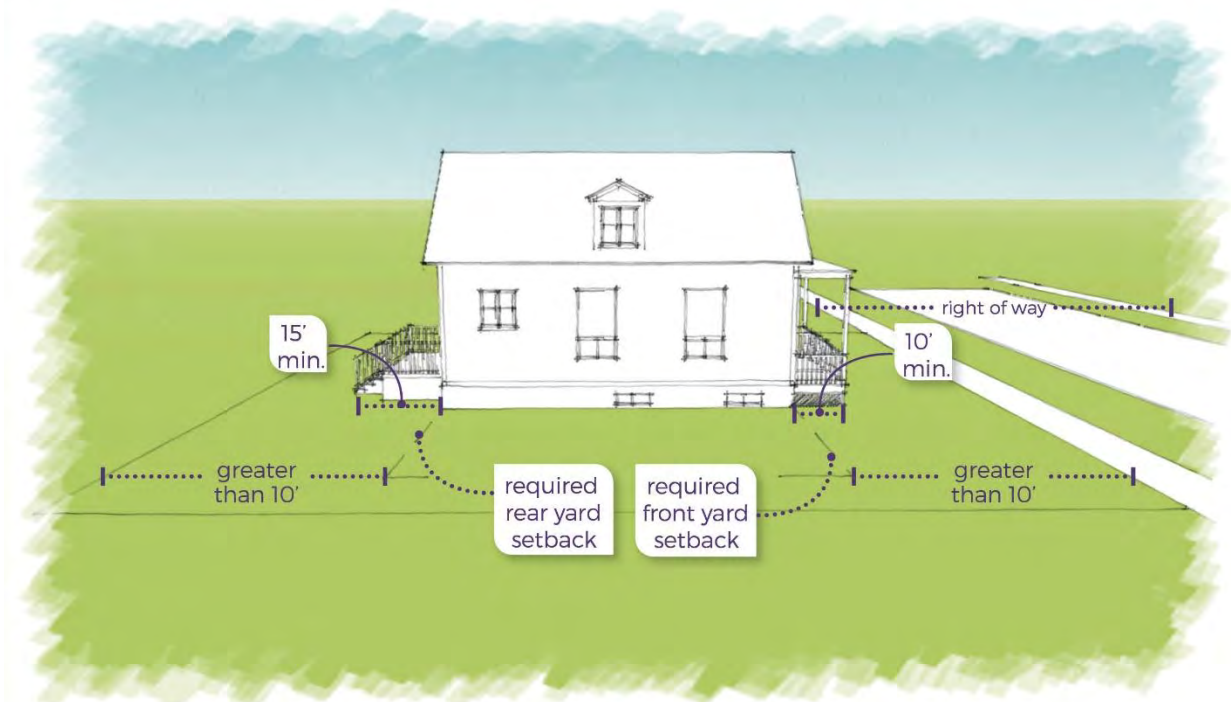 right of way
15’
min.
10’
min.
greater
than 10’
required
rear yard
setback
required
front yard
setback
greater
than 10’